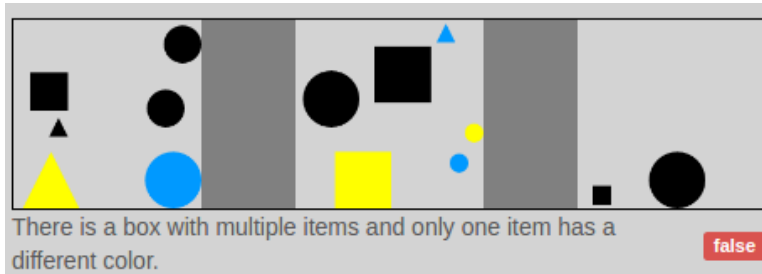 There is a box with multiple items and only one item has a
different color.
false